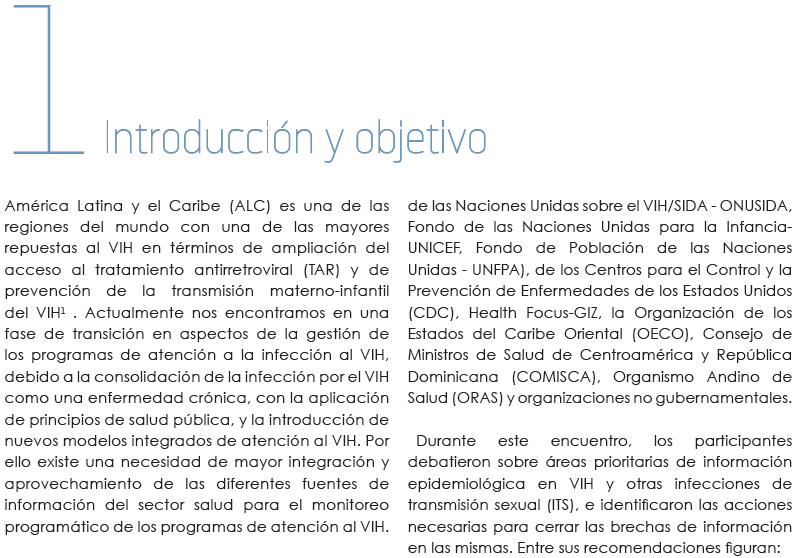 1
Introducción y objetivo
América Latina y el Caribe (ALC) es una de las
regiones del mundo con una de las mayores
repuestas al VIH en términos de ampliación del
acceso al tratamiento antirretroviral (TAR) y de
prevención de la transmisión materno-infantil
del VIH¹ . Actualmente nos encontramos en una
fase de transición en aspectos de la gestión de
los programas de atención a la infección al VIH,
debido a la consolidación de la infección por el VIH
como una enfermedad crónica, con la aplicación
de principios de salud pública, y la introducción de
nuevos modelos integrados de atención al VIH. Por
ello existe una necesidad de mayor integración y
aprovechamiento de las diferentes fuentes de
información del sector salud para el monitoreo
programático de los programas de atención al VIH.
de las Naciones Unidas sobre el VIH/SIDA - ONUSIDA,
Fondo de las Naciones Unidas para la Infancia-
UNICEF, Fondo de Población de las Naciones
Unidas - UNFPA), de los Centros para el Control y la
Prevención de Enfermedades de los Estados Unidos
(CDC), Health Focus-GIZ, la Organización de los
Estados del Caribe Oriental (OECO), Consejo de
Ministros de Salud de Centroamérica y República
Dominicana (COMISCA), Organismo Andino de
Salud (ORAS) y organizaciones no gubernamentales.
Durante este encuentro, los participantes
debatieron sobre áreas prioritarias de información
epidemiológica en VIH y otras infecciones de
transmisión sexual (ITS), e identificaron las acciones
necesarias para cerrar las brechas de información
en las mismas. Entre sus recomendaciones figuran: